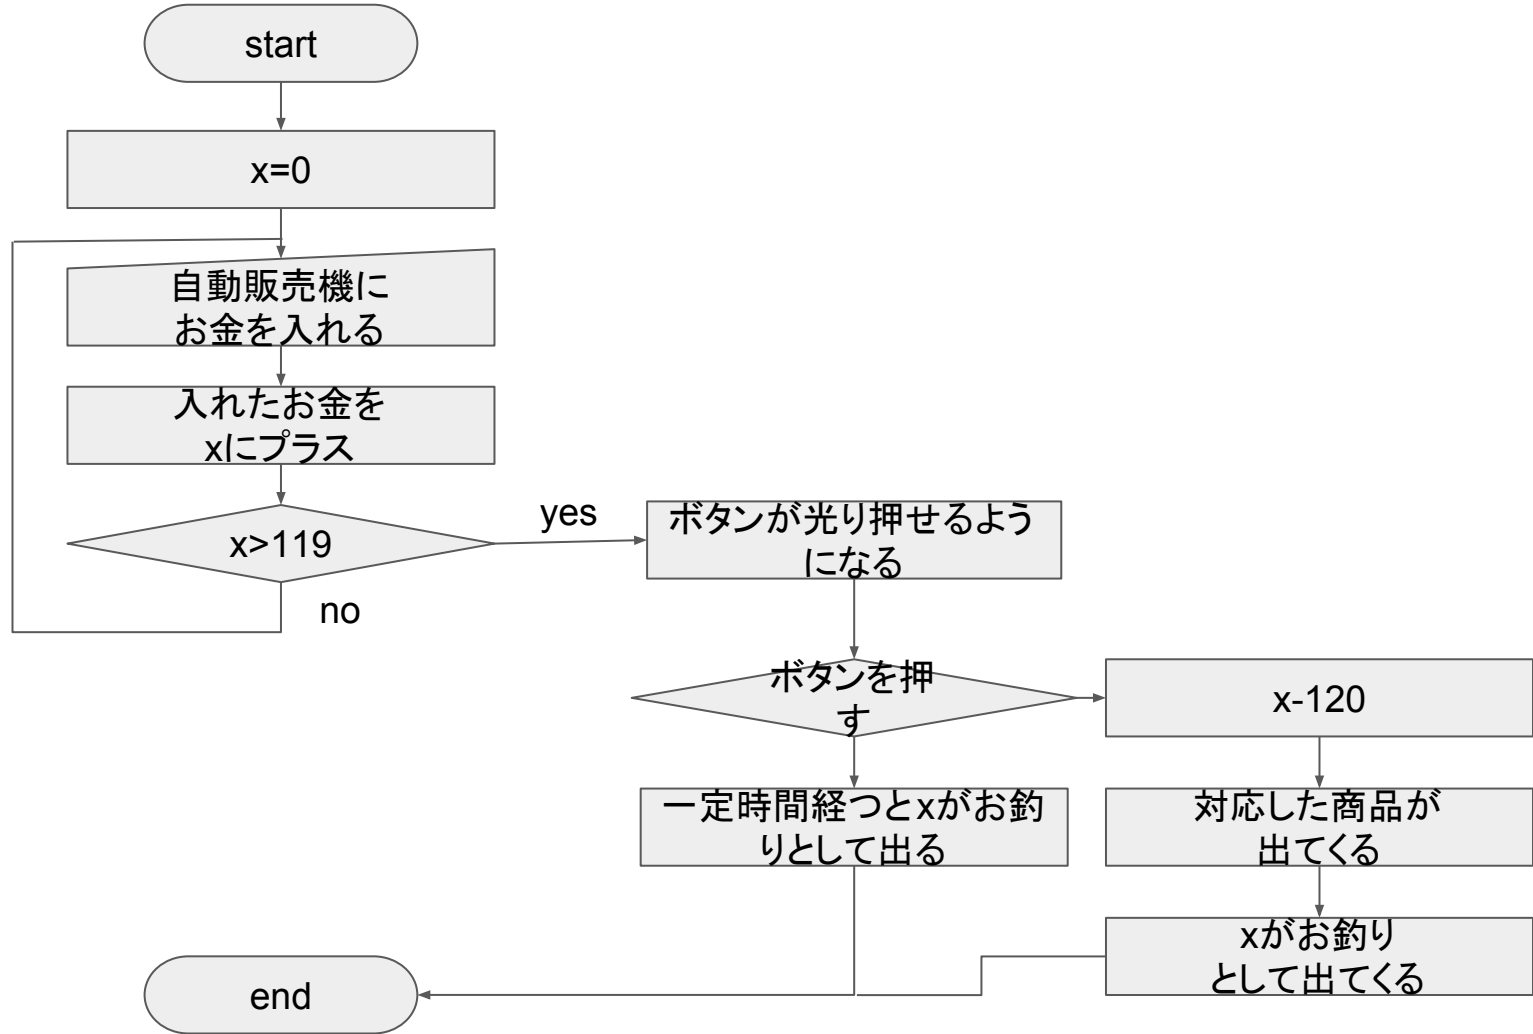 start
x=0
自動販売機に
お金を入れる
入れたお金を
xにプラス
x>119
yes
no
ボタンが光り押せるよう
になる
ボタンを押
す
x-120
一定時間経つとxがお釣
りとして出る
対応した商品が
出てくる
xがお釣り
として出てくる
end